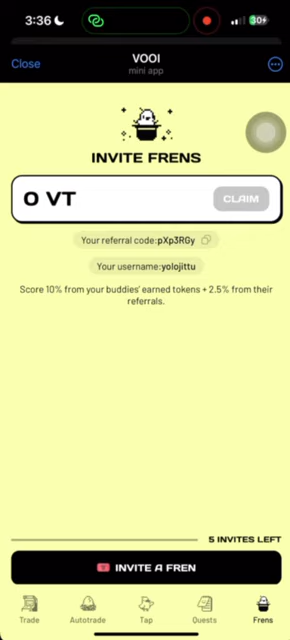 3:36
30+
Close
VOOI
mini app
INVITE FRENS
0 VT
CLAIM
Your referral code:pXp3RGy
Your username:yolojittu
Score 10% from your buddies' earned tokens + 2.5% from their
referrals.
5 INVITES LEFT
INVITE A FREN
Trade
Autotrade
Tap
Quests
Frens